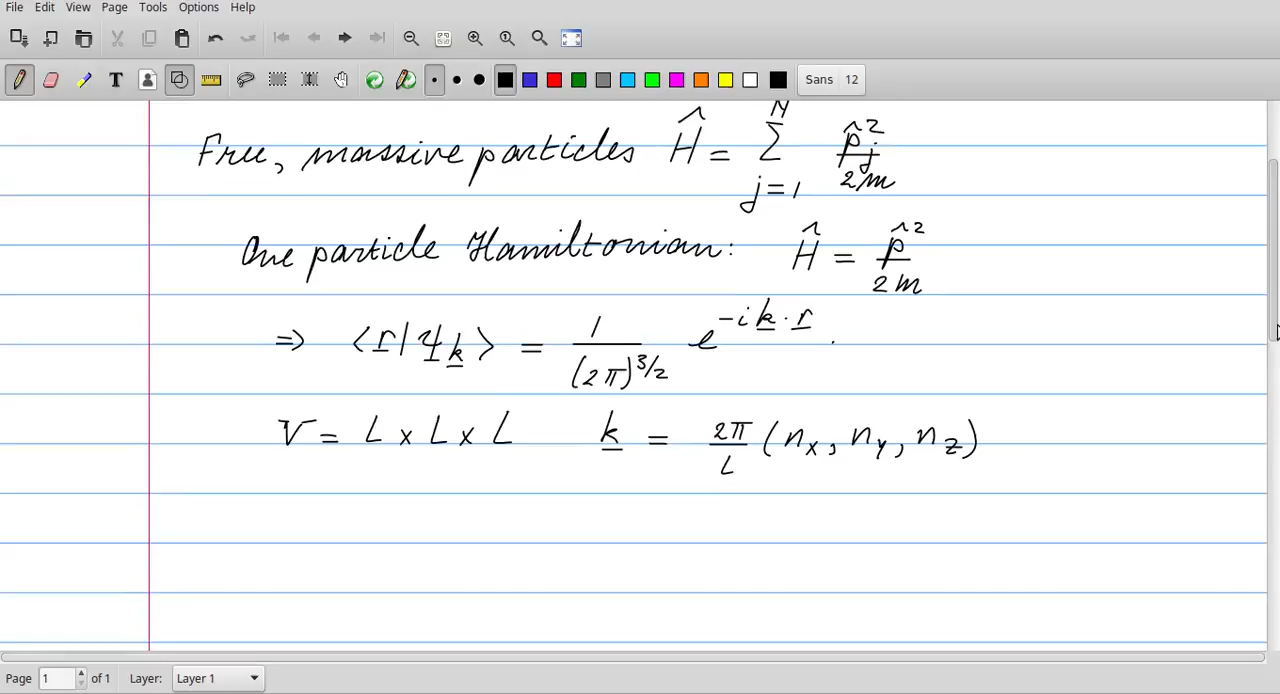 File Edit View Page Tools Options Help
Sans 12
Free, massive particles Ĥ = Σ_{j=1}^{N} p̂_j²/2m
One particle Hamiltonian: Ĥ = p̂²/2m
⇒ ⟨r|Ψ_k⟩ = 1/(2π)^{3/2} e^{-ik·r}.
V = L × L × L k = 2π/L (n_x, n_y, n_z)
Page 1 of 1 Layer: Layer 1